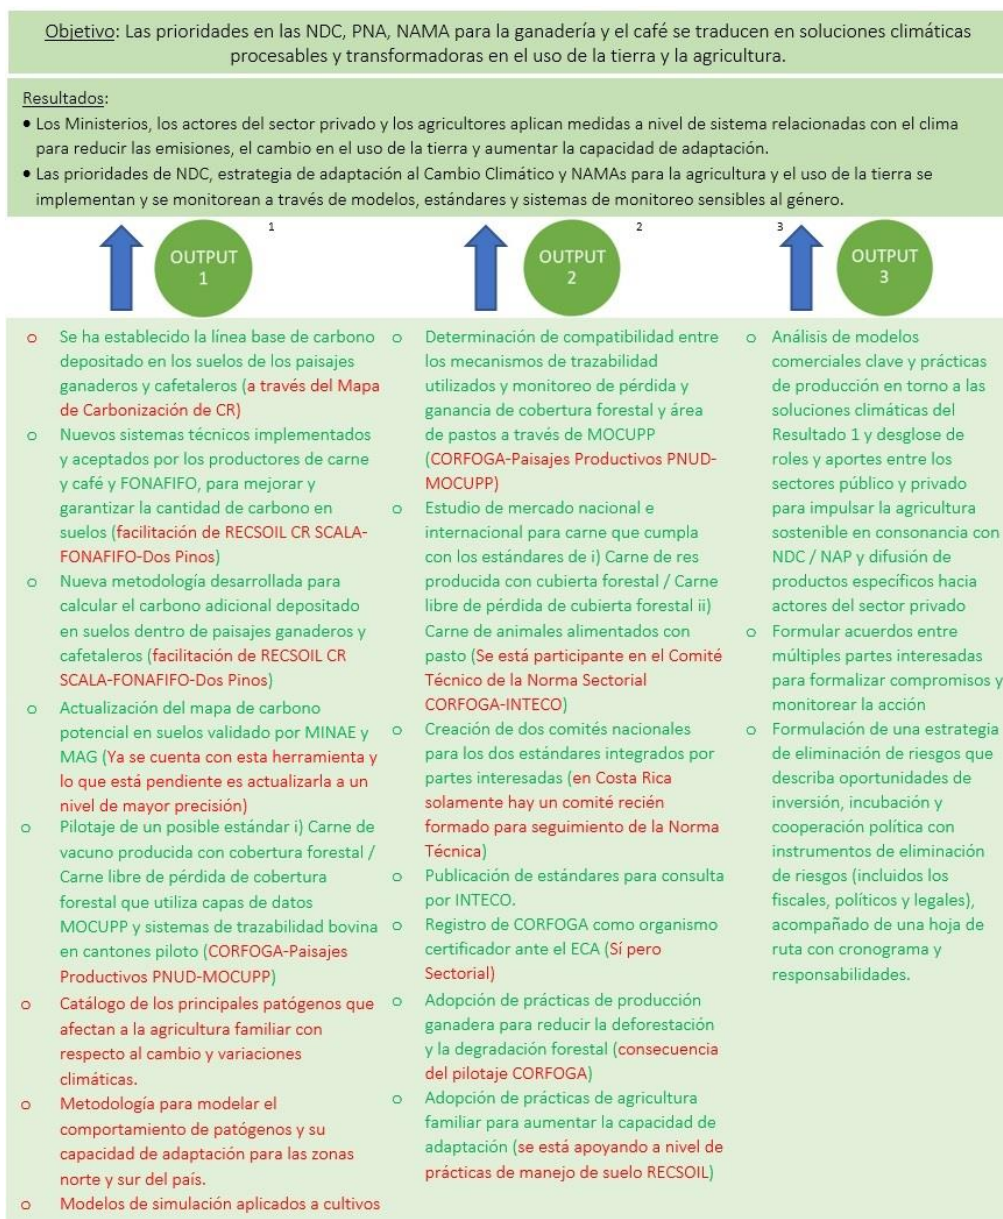 Objetivo: Las prioridades en las NDC, PNA, NAMA para la ganadería y el café se traducen en soluciones climáticas
procesables y transformadoras en el uso de la tierra y la agricultura.
Resultados:
• Los Ministerios, los actores del sector privado y los agricultores aplican medidas a nivel de sistema relacionadas con el clima
para reducir las emisiones, el cambio en el uso de la tierra y aumentar la capacidad de adaptación.
• Las prioridades de NDC, estrategia de adaptación al Cambio Climático y NAMAs para la agricultura y el uso de la tierra se
implementan y se monitorean a través de modelos, estándares y sistemas de monitoreo sensibles al género.
OUTPUT
1
1
o Se ha establecido la línea base de carbono
depositado en los suelos de los paisajes
ganaderos y cafetaleros (a través del Mapa
de Carbonización de CR)
o Nuevos sistemas técnicos implementados
y aceptados por los productores de carne
y café y FONAFIFO, para mejorar y
garantizar la cantidad de carbono en
suelos (facilitación de RECSOIL CR SCALA-
FONAFIFO-Dos Pinos)
o Nueva metodología desarrollada para
calcular el carbono adicional depositado
en suelos dentro de paisajes ganaderos y
cafetaleros (facilitación de RECSOIL CR
SCALA-FONAFIFO-Dos Pinos)
o Actualización del mapa de carbono
potencial en suelos validado por MINAE y
MAG (Ya se cuenta con esta herramienta y
lo que está pendiente es actualizarla a un
nivel de mayor precisión)
o Pilotaje de un posible estándar i) Carne de
vacuno producida con cobertura forestal /
Carne libre de pérdida de cobertura
forestal que utiliza capas de datos
MOCUPP y sistemas de trazabilidad bovina
en cantones piloto (CORFOGA-Paisajes
Productivos PNUD-MOCUPP)
o Catálogo de los principales patógenos que
afectan a la agricultura familiar con
respecto al cambio y variaciones
climáticas.
o Metodología para modelar el
comportamiento de patógenos y su
capacidad de adaptación para las zonas
norte y sur del país.
o Modelos de simulación aplicados a cultivos
OUTPUT
2
2
o Determinación de compatibilidad entre
los mecanismos de trazabilidad
utilizados y monitoreo de pérdida y
ganancia de cobertura forestal y área
de pastos a través de MOCUPP
(CORFOGA-Paisajes Productivos PNUD-
MOCUPP)
o Estudio de mercado nacional e
internacional para carne que cumpla
con los estándares de i) Carne de res
producida con cubierta forestal / Carne
libre de pérdida de cubierta forestal ii)
Carne de animales alimentados con
pasto (Se está participante en el Comité
Técnico de la Norma Sectorial
CORFOGA-INTECO)
o Creación de dos comités nacionales
para los dos estándares integrados por
partes interesadas (en Costa Rica
solamente hay un comité recién
formado para seguimiento de la Norma
Técnica)
o Publicación de estándares para consulta
por INTECO.
o Registro de CORFOGA como organismo
certificador ante el ECA (Sí pero
Sectorial)
o Adopción de prácticas de producción
ganadera para reducir la deforestación
y la degradación forestal (consecuencia
del pilotaje CORFOGA)
o Adopción de prácticas de agricultura
familiar para aumentar la capacidad de
adaptación (se está apoyando a nivel de
prácticas de manejo de suelo RECSOIL)
3
OUTPUT
3
o Análisis de modelos
comerciales clave y prácticas
de producción en torno a las
soluciones climáticas del
Resultado 1 y desglose de
roles y aportes entre los
sectores público y privado
para impulsar la agricultura
sostenible en consonancia con
NDC / NAP y difusión de
productos específicos hacia
actores del sector privado
o Formular acuerdos entre
múltiples partes interesadas
para formalizar compromisos y
monitorear la acción
o Formulación de una estrategia
de eliminación de riesgos que
describa oportunidades de
inversión, incubación y
cooperación política con
instrumentos de eliminación
de riesgos (incluidos los
fiscales, políticos y legales),
acompañado de una hoja de
ruta con cronograma y
responsabilidades.